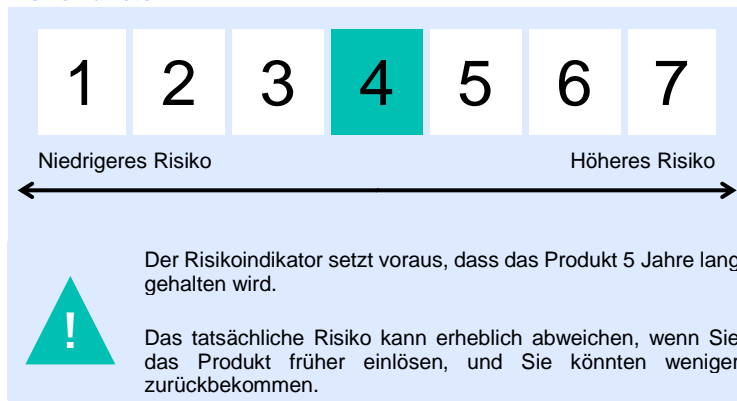 1 2 3 4 5 6 7
Niedrigeres Risiko Höheres Risiko
!
Der Risikoindikator setzt voraus, dass das Produkt 5 Jahre lang
gehalten wird.
Das tatsächliche Risiko kann erheblich abweichen, wenn Sie
das Produkt früher einlösen, und Sie könnten weniger
zurückbekommen.